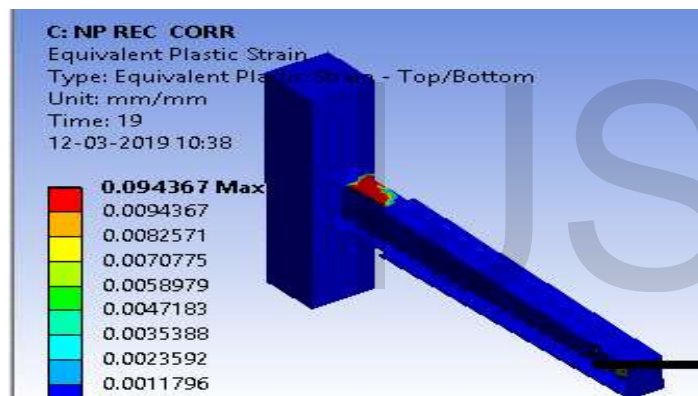 C: NP REC CORR
Equivalent Plastic Strain
Type: Equivalent Plastic Strain - Top/Bottom
Unit: mm/mm
Time: 19
12-03-2019 10:38
0.094367 Max
0.0094367
0.0082571
0.0070775
0.0058979
0.0047183
0.0035388
0.0023592
0.0011796